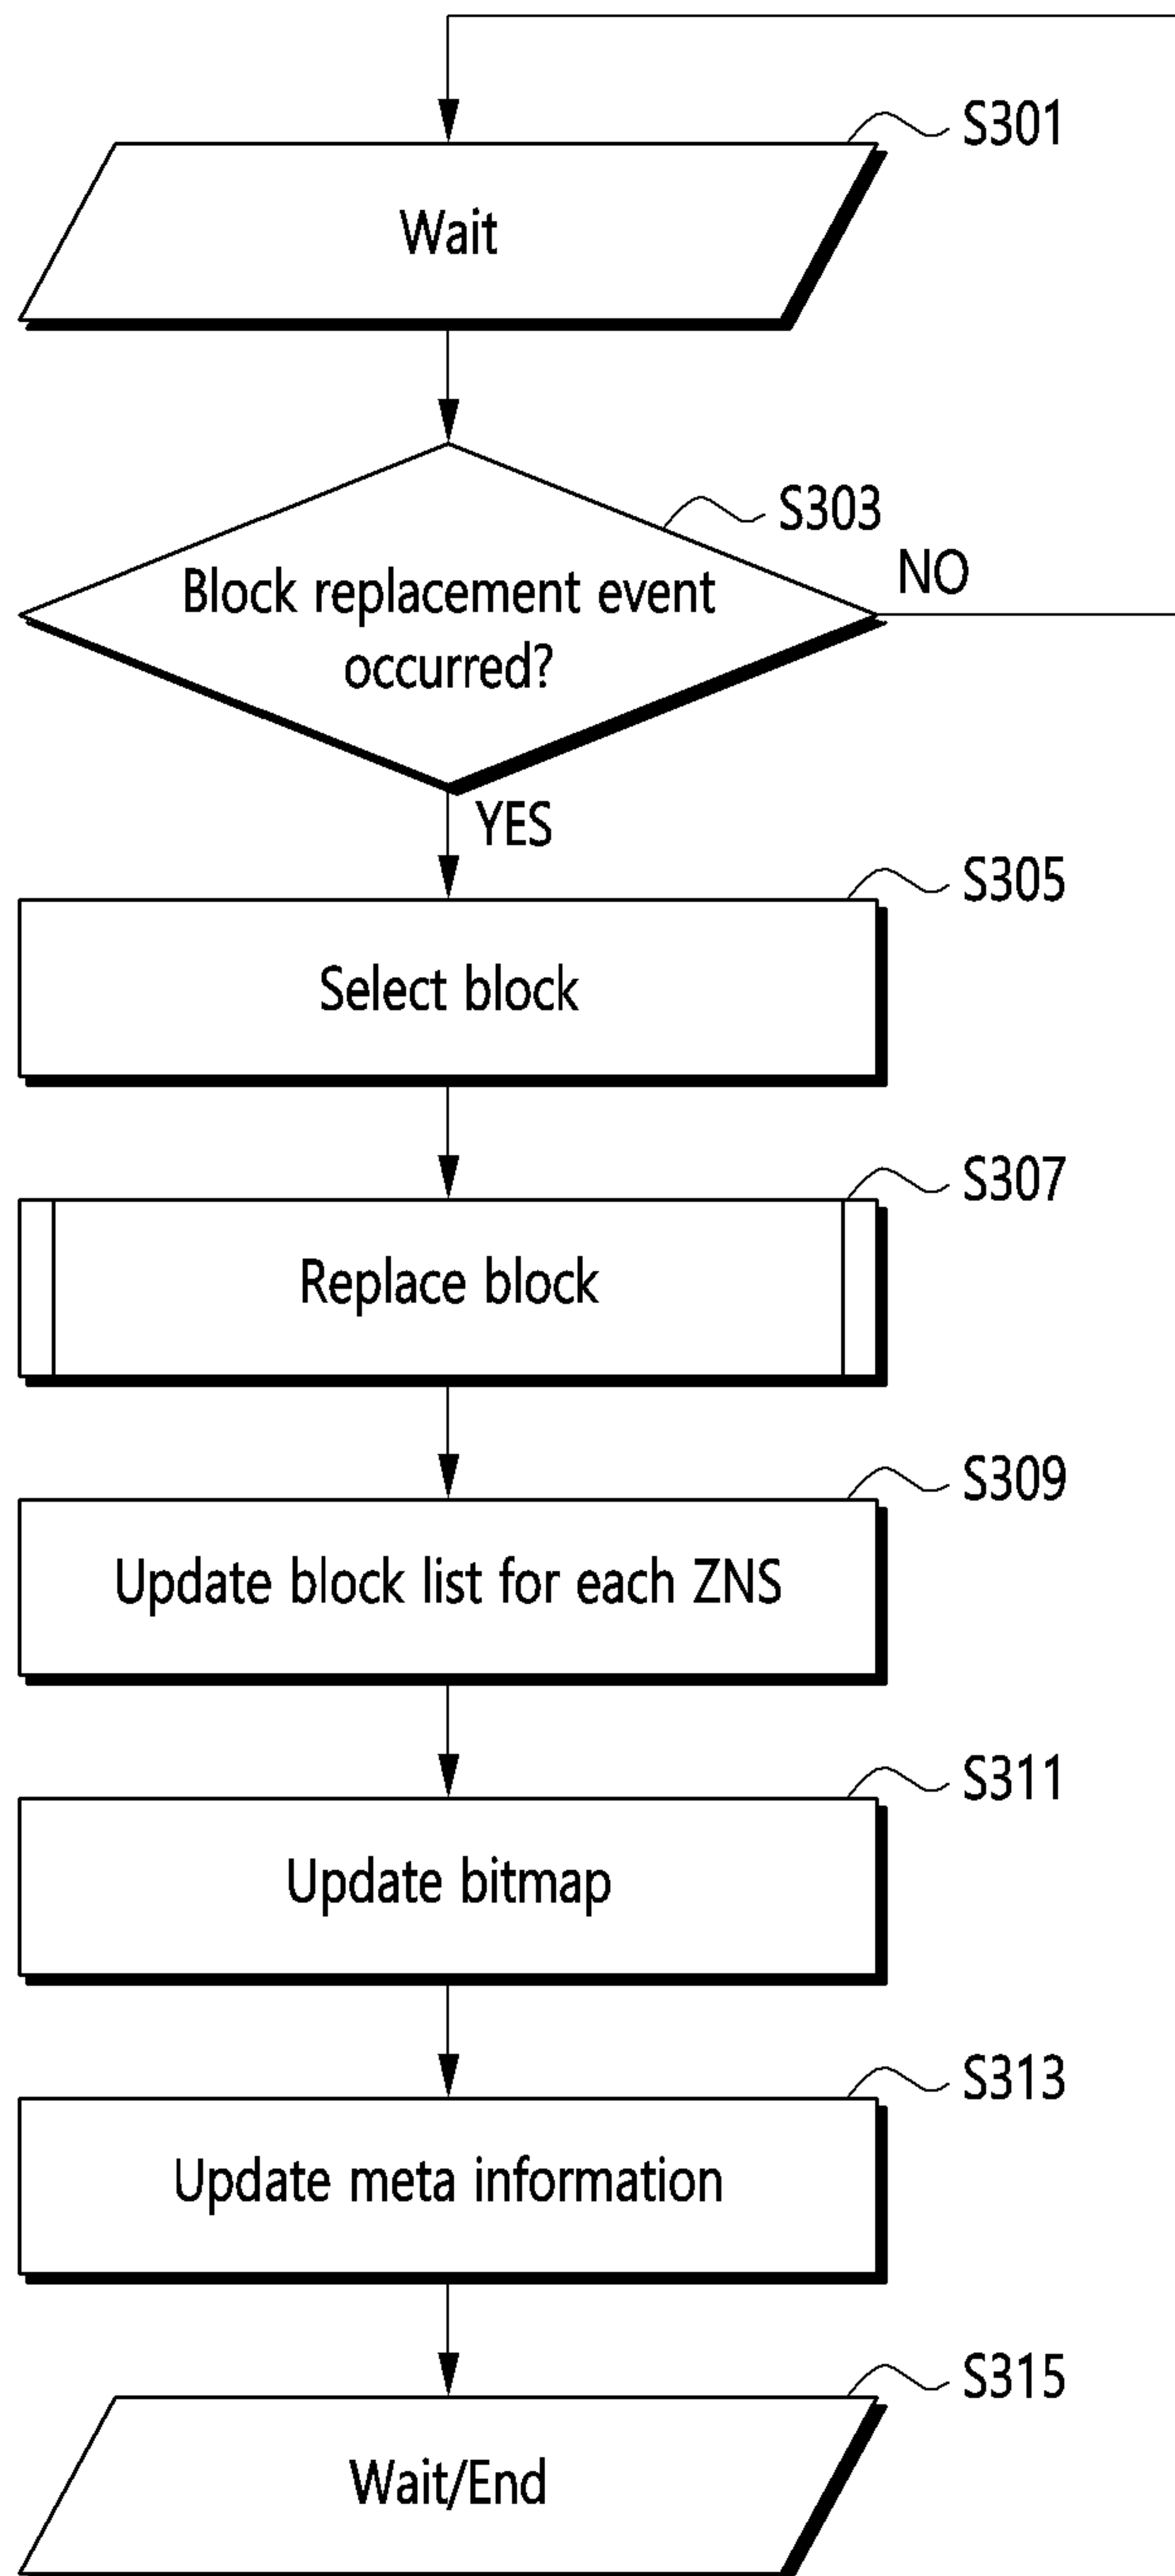 S301
Wait
S303
NO
Block replacement event
occurred?
YES
S305
Select block
S307
Replace block
S309
Update block list for each ZNS
S311
Update bitmap
S313
Update meta information
S315
Wait/End